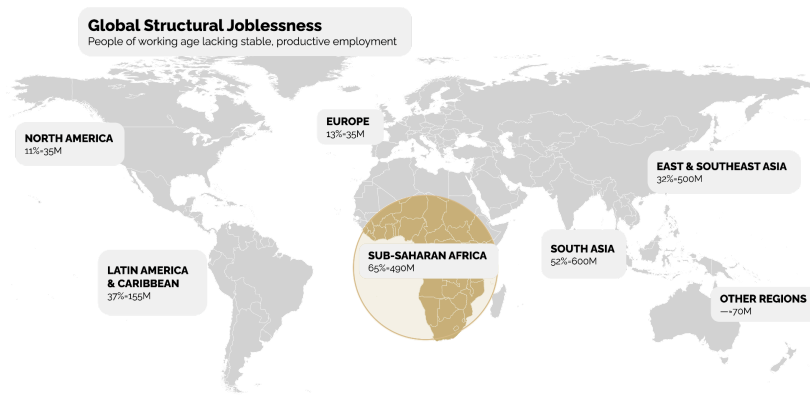 Global Structural Joblessness
People of working age lacking stable, productive employment
EUROPE
13%=35M
NORTH AMERICA
11%=35M
EAST & SOUTHEAST ASIA
32%=500M
SOUTH ASIA
52%=600M
SUB-SAHARAN AFRICA
65%=490M
LATIN AMERICA
& CARIBBEAN
37%=155M
OTHER REGIONS
—=70M